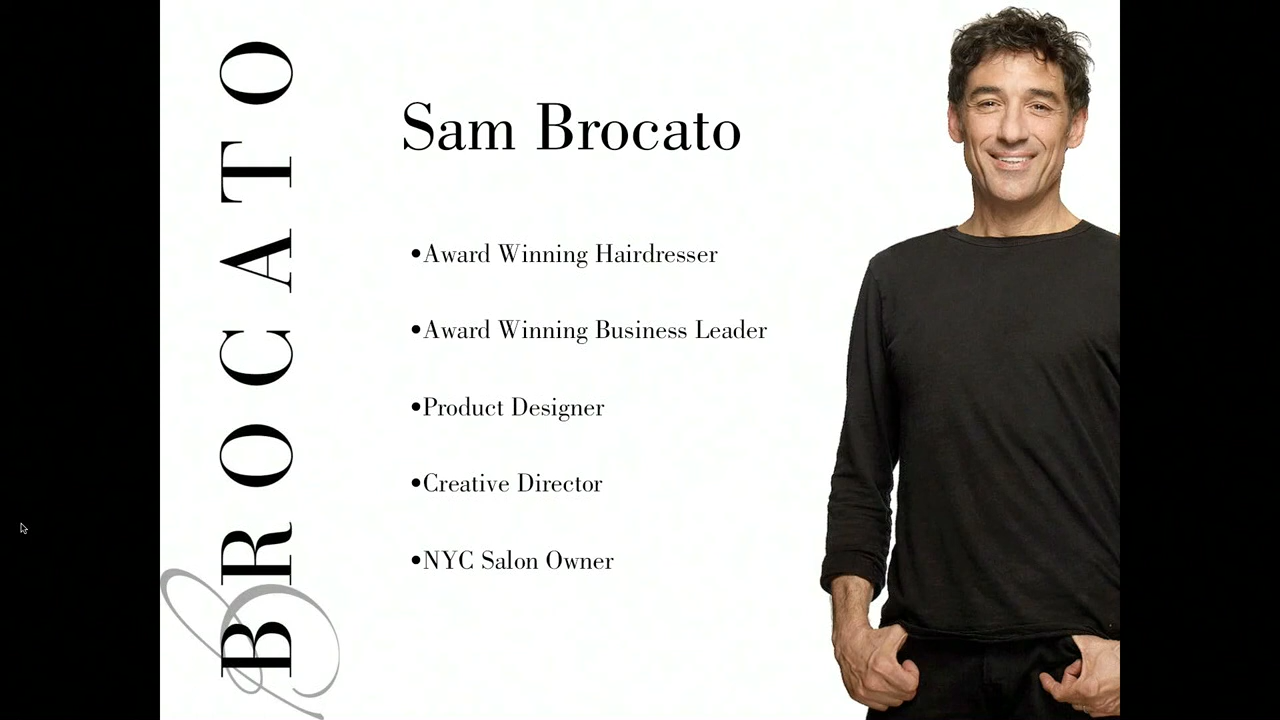 BROCATO
Sam Brocato
•Award Winning Hairdresser
•Award Winning Business Leader
•Product Designer
•Creative Director
•NYC Salon Owner